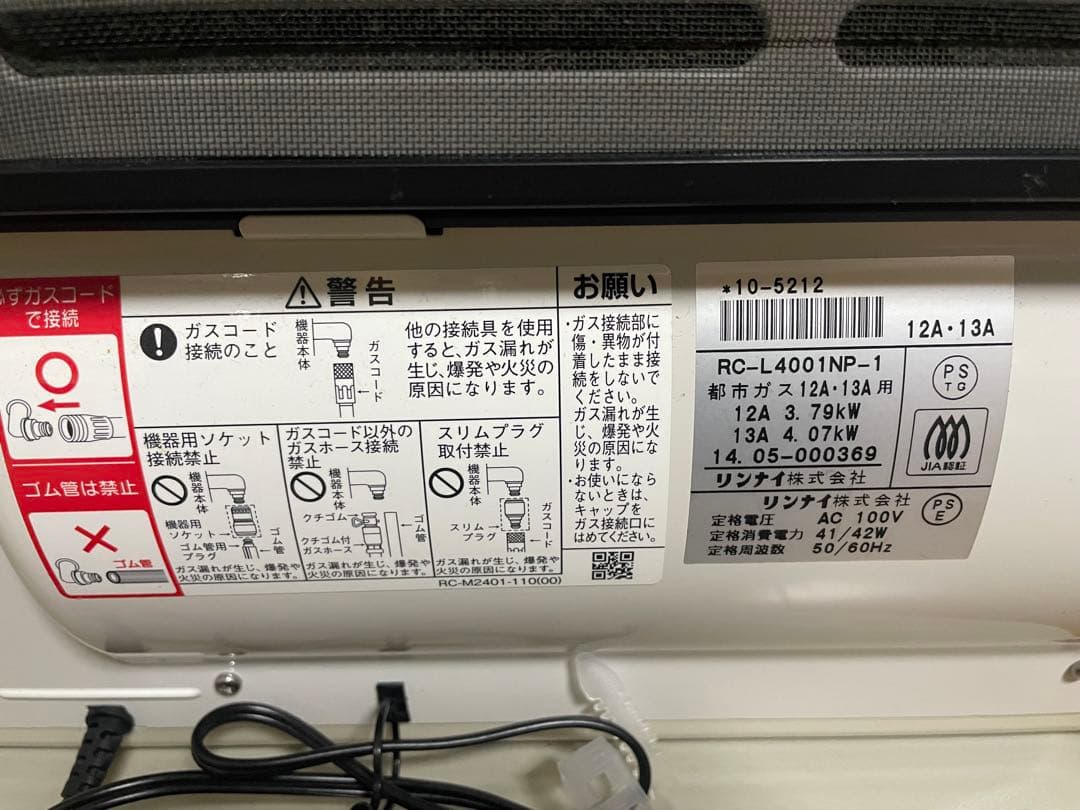 必ずガスコード
で接続
ゴム管は禁止
ゴム管
警告
ガスコード
接続のこと
機器本体
ガスコード
他の接続具を使用
すると、ガス漏れが
生じ、爆発や火災の
原因になります。
機器用ソケット
接続禁止
機器本体
機器用
ソケット
ゴム管用
プラグ
ゴム管
ガス漏れが生じ、爆発や
火災の原因になります。
ガスコード以外の
ガスホース接続
禁止
機器本体
クチゴム
クチゴム付
ガスホース
ゴム管
ガス漏れが生じ、爆発や
火災の原因になります。
スリムプラグ
取付禁止
機器本体
スリム
プラグ
ガスコード
ガス漏れが生じ、爆発や
火災の原因になります。
RC-M2401-110(00)
お願い
・ガス接続部に
傷・異物が付
着したまま接
続をしないで
ください。
ガス漏れが生
じ、爆発や火
災の原因にな
ります。
・お使いになら
ないときは、
キャップを
ガス接続口に
はめてください。
*10-5212
12A・13A
RC-L4001NP-1
都市ガス12A・13A用
12A 3.79kW
13A 4.07kW
14.05-000369
リンナイ株式会社
PS
TG
JIA認証
リンナイ株式会社
定格電圧 AC 100V
定格消費電力 41/42W
定格周波数 50/60Hz
PS
E